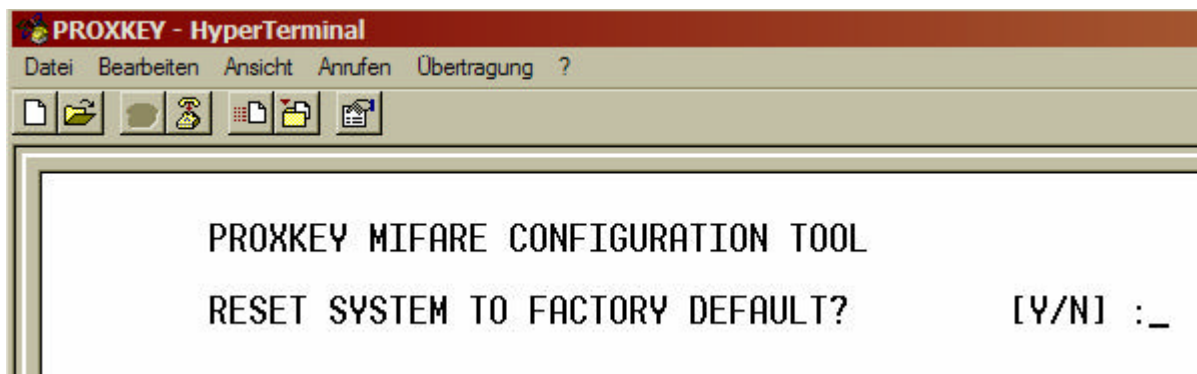 PROXKEY - HyperTerminal
Datei Bearbeiten Ansicht Anrufen Übertragung ?
PROXKEY MIFARE CONFIGURATION TOOL
RESET SYSTEM TO FACTORY DEFAULT? [Y/N] :_